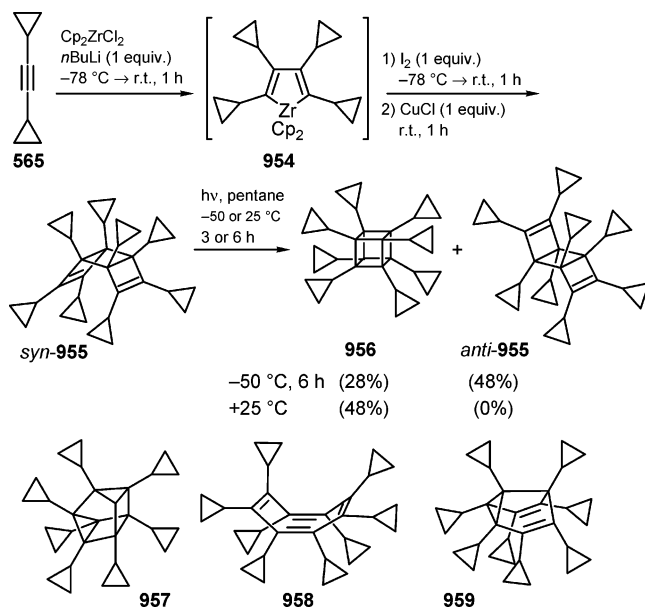 Cp₂ZrCl₂
nBuLi (1 equiv.)
–78 °C → r.t., 1 h
1) I₂ (1 equiv.)
–78 °C → r.t., 1 h
2) CuCl (1 equiv.)
r.t., 1 h
Zr
Cp₂
565
954
hν, pentane
–50 or 25 °C
3 or 6 h
+
syn-955
956
anti-955
–50 °C, 6 h (28%) (48%)
+25 °C (48%) (0%)
957
958
959